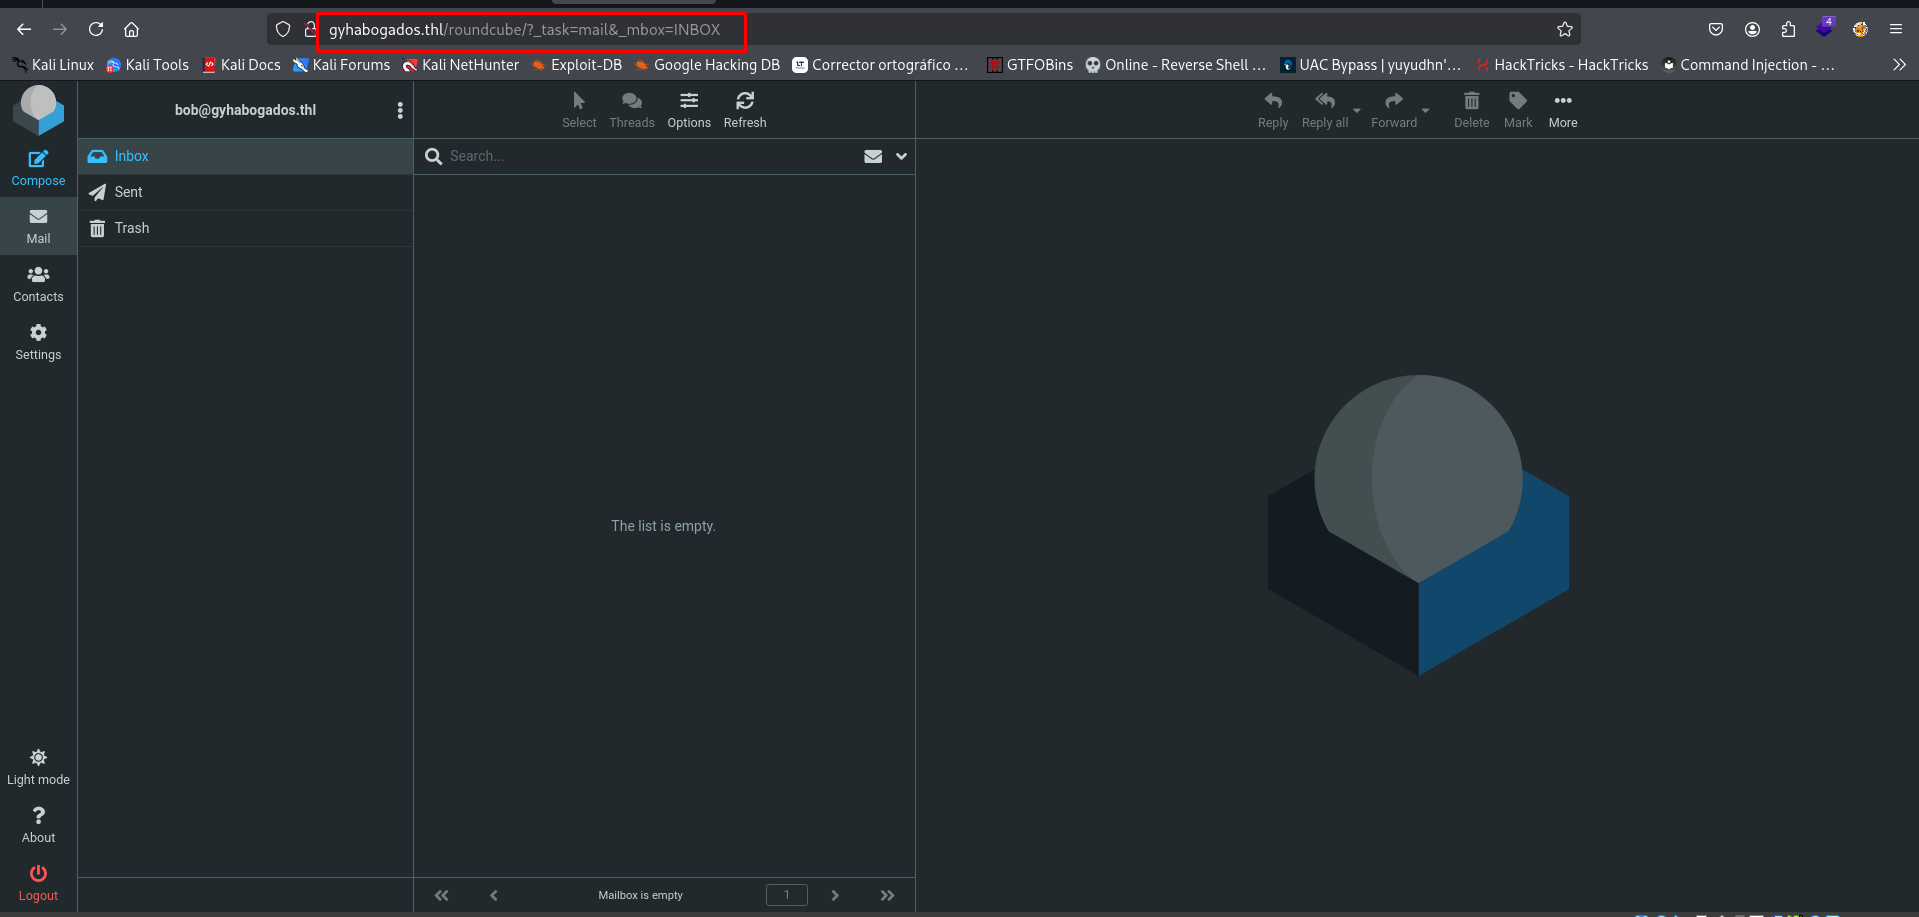 gyhabogados.thl/roundcube/?_task=mail&_mbox=INBOX
4
Kali Linux Kali Tools Kali Docs Kali Forums Kali NetHunter Exploit-DB Google Hacking DB Corrector ortográfico … GTFOBins Online - Reverse Shell … UAC Bypass | yuyudhn'… HackTricks - HackTricks Command Injection - …
bob@gyhabogados.thl
Select Threads Options Refresh
Reply Reply all Forward Delete Mark More
Compose
Mail
Contacts
Settings
Inbox
Sent
Trash
Search...
The list is empty.
Light mode
About
Logout
Mailbox is empty
1